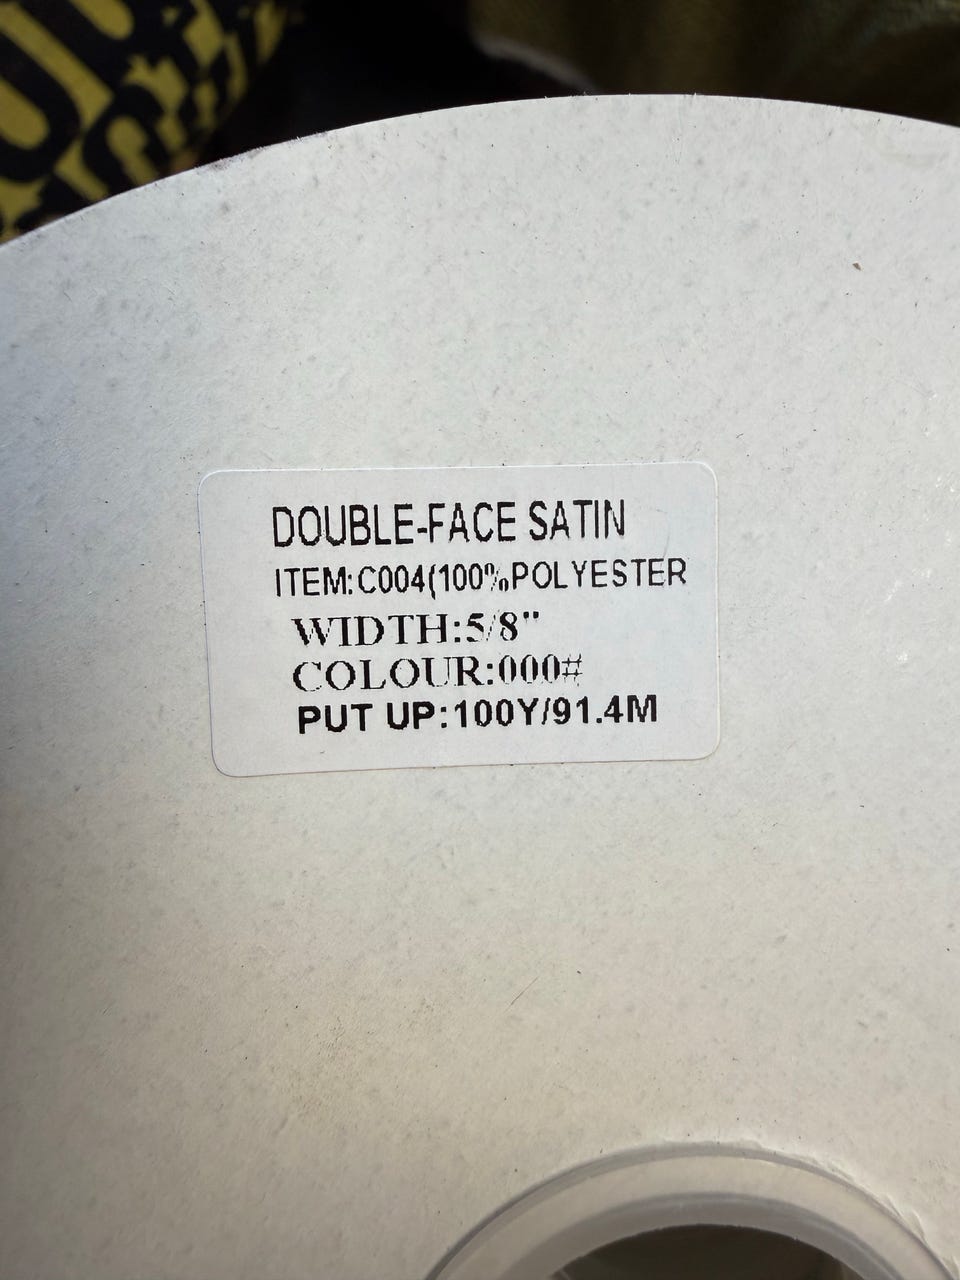 DOUBLE-FACE SATIN
ITEM:C004(100%POLYESTER
WIDTH:5/8"
COLOUR:000#
PUT UP:100Y/91.4M